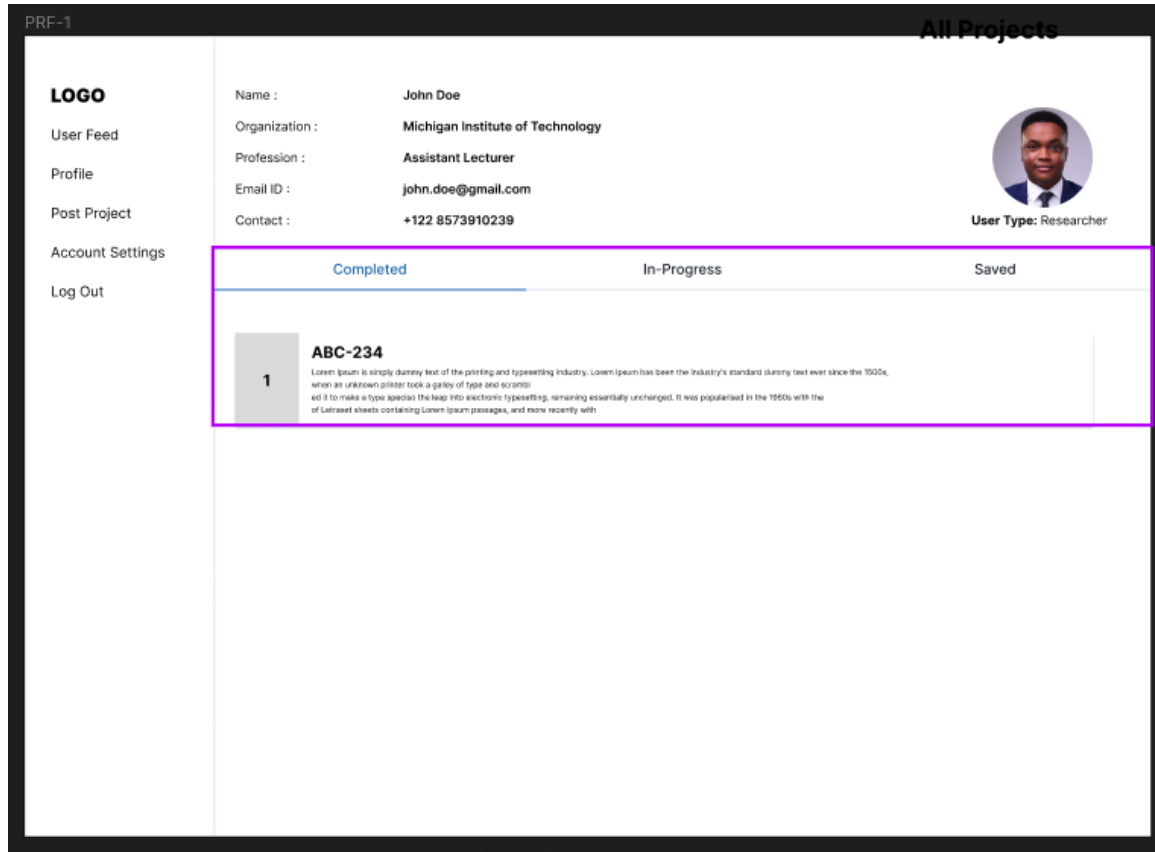 PRF-1
All Projects
LOGO
User Feed
Profile
Post Project
Account Settings
Log Out
Name : John Doe
Organization : Michigan Institute of Technology
Profession : Assistant Lecturer
Email ID : john.doe@gmail.com
Contact : +122 8573910239
User Type: Researcher
Completed In-Progress Saved
1
ABC-234
Lorem Ipsum is simply dummy text of the printing and typesetting industry. Lorem Ipsum has been the industry's standard dummy text ever since the 1500s,
when an unknown printer took a galley of type and scrambl
ed it to make a type speciso the leap into electronic typesetting, remaining essentially unchanged. It was popularised in the 1960s with the
of Letraset sheets containing Lorem Ipsum passages, and more recently with